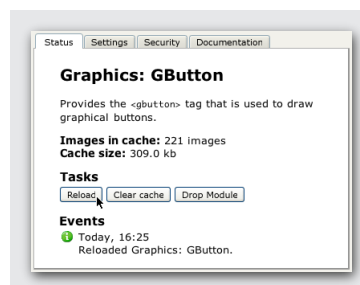 Status Settings Security Documentation
Graphics: GButton
Provides the <gbutton> tag that is used to draw
graphical buttons.
Images in cache: 221 images
Cache size: 309.0 kb
Tasks
Reload Clear cache Drop Module
Events
Today, 16:25
Reloaded Graphics: GButton.